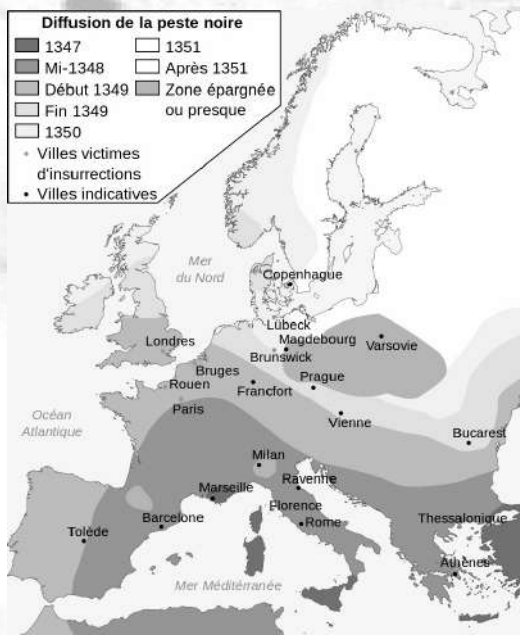 Diffusion de la peste noire
1347
Mi-1348
Début 1349
Fin 1349
1350
1351
Après 1351
Zone épargnée
ou presque
Villes victimes
d'insurrections
Villes indicatives
Mer
du Nord
Copenhague
Lübeck
Londres
Magdebourg
Varsovie
Brunswick
Bruges
Rouen
Francfort
Prague
Paris
Océan
Atlantique
Vienne
Bucarest
Milan
Marseille
Ravenne
Florence
Thessalonique
Tolède
Barcelone
Rome
Athènes
Mer Méditérranée